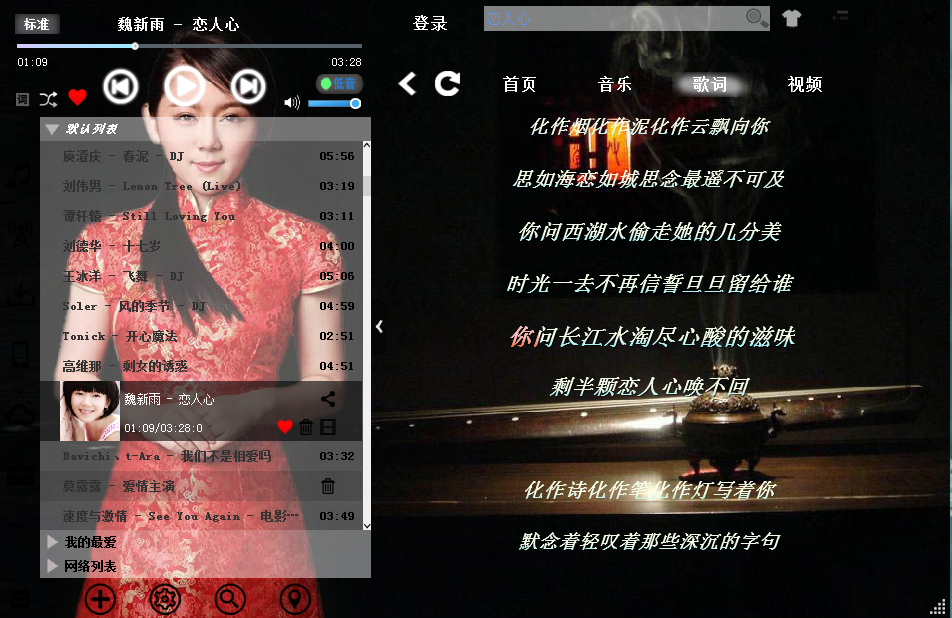 标准
魏新雨 - 恋人心
01:09
03:28
词
低音
默认列表
庾澄庆 - 春泥 - DJ 05:56
刘伟男 - Lemon Tree (Live) 03:19
谭轩辕 - Still Loving You 03:11
刘德华 - 十七岁 04:00
王冰洋 - 飞舞 - DJ 05:06
Soler - 风的季节 - DJ 04:59
Tonick - 开心魔法 02:51
高维那 - 剩女的诱惑 04:51
魏新雨 - 恋人心
01:09/03:28:0
Davichi、t-Ara - 我们不是相爱吗 03:32
莫露露 - 爱情主演
速度与激情 - See You Again - 电影… 03:49
我的最爱
网络列表
登录
恋人心
首页 音乐 歌词 视频
化作烟化作泥化作云飘向你
思如海恋如城思念最遥不可及
你问西湖水偷走她的几分美
时光一去不再信誓旦旦留给谁
你问长江水淘尽心酸的滋味
剩半颗恋人心唤不回
化作诗化作笔化作灯写着你
默念着轻叹着那些深沉的字句